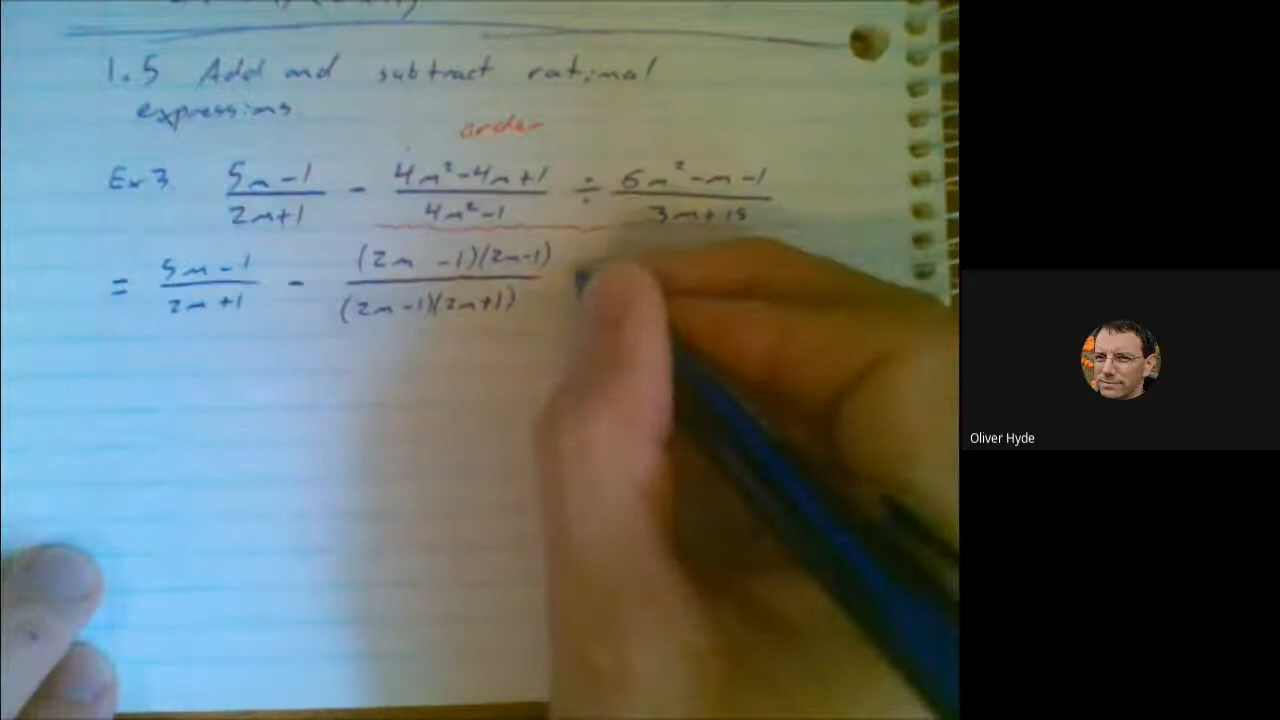 1.5 Add and subtract rational
expressions
order
Ex 3. (5m-1)/(2m+1) - (4m²-4m+1)/(4m²-1) ÷ (6m²-m-1)/(3m+15)
= (5m-1)/(2m+1) - (2m-1)(2m-1)/(2m-1)(2m+1)
Oliver Hyde